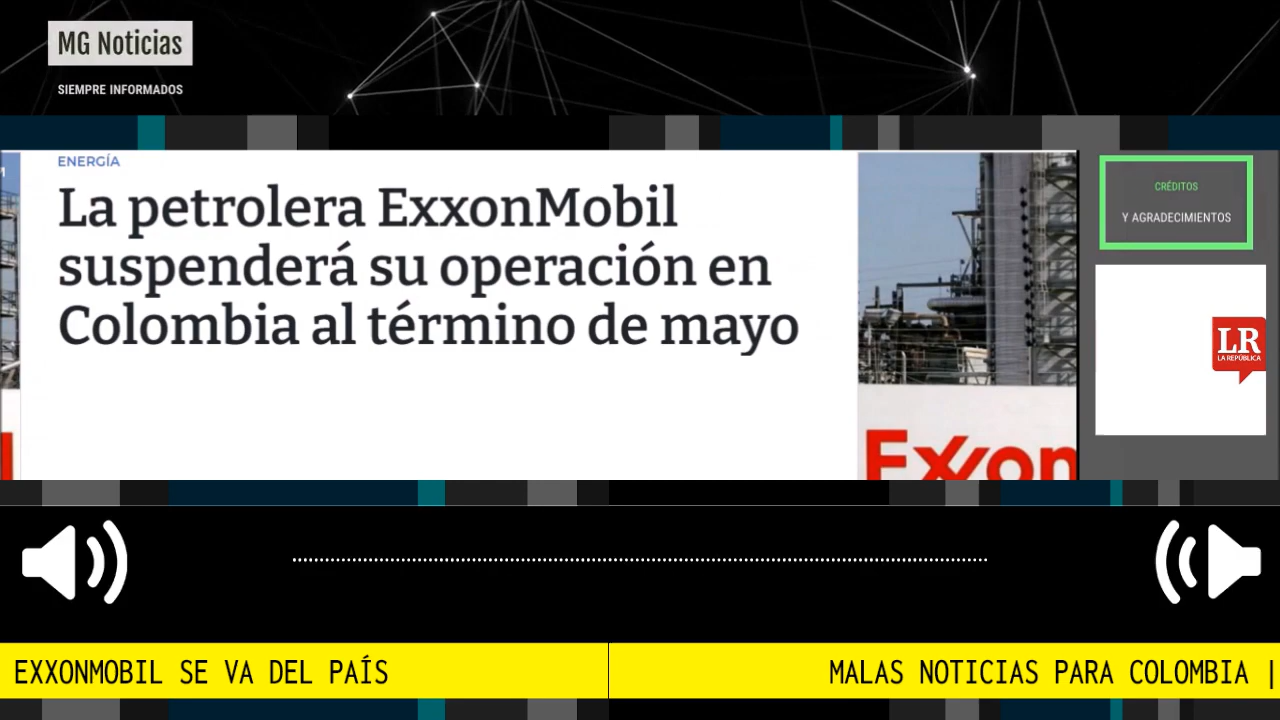 MG Noticias
SIEMPRE INFORMADOS
ENERGÍA
La petrolera ExxonMobil
suspenderá su operación en
Colombia al término de mayo
CRÉDITOS
Y AGRADECIMIENTOS
LR
LA REPÚBLICA
Exxon
EXXONMOBIL SE VA DEL PAÍS
MALAS NOTICIAS PARA COLOMBIA |